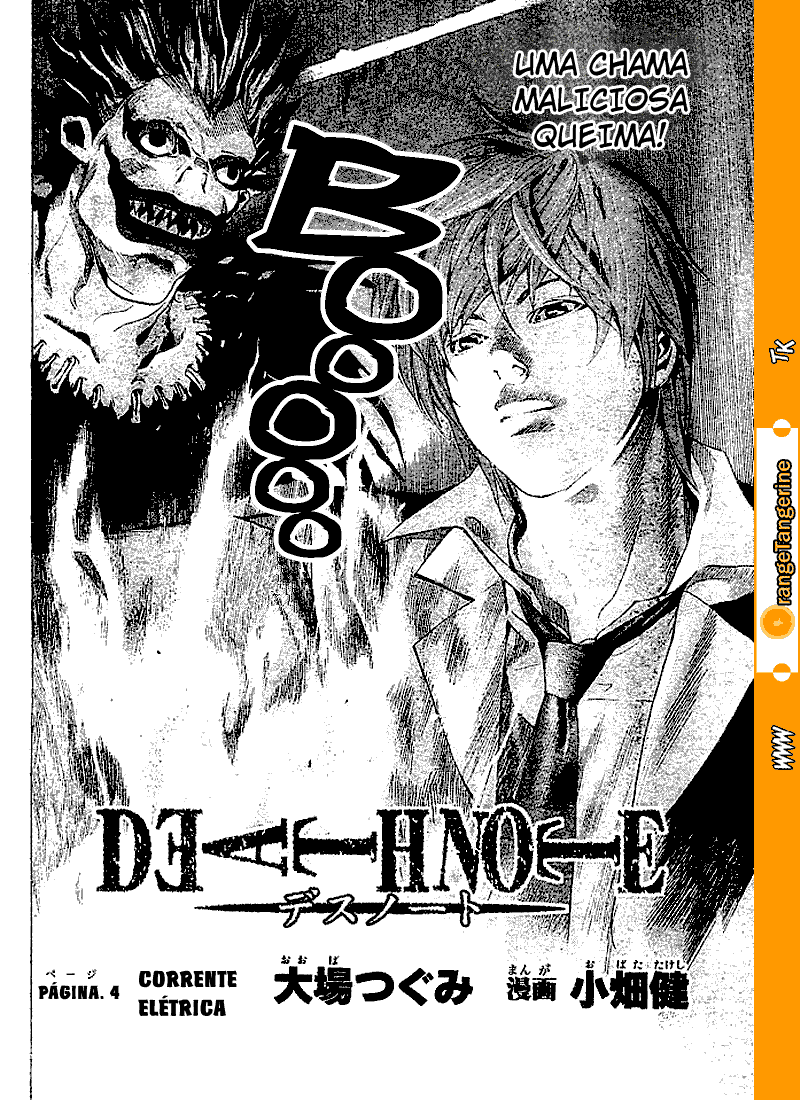 UMA CHAMA
MALICIOSA
QUEIMA!
BOOOOOO
DEATH NOTE
デスノート
ページ
PÁGINA. 4
CORRENTE
ELÉTRICA
おおば
大場つぐみ
まんが
漫画
おばたたけし
小畑健
TK
OrangeTangerine
WWW